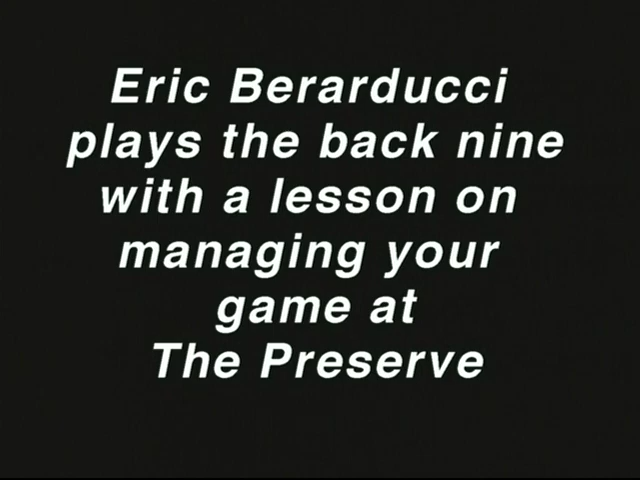 Eric Berarducci
plays the back nine
with a lesson on
managing your
game at
The Preserve